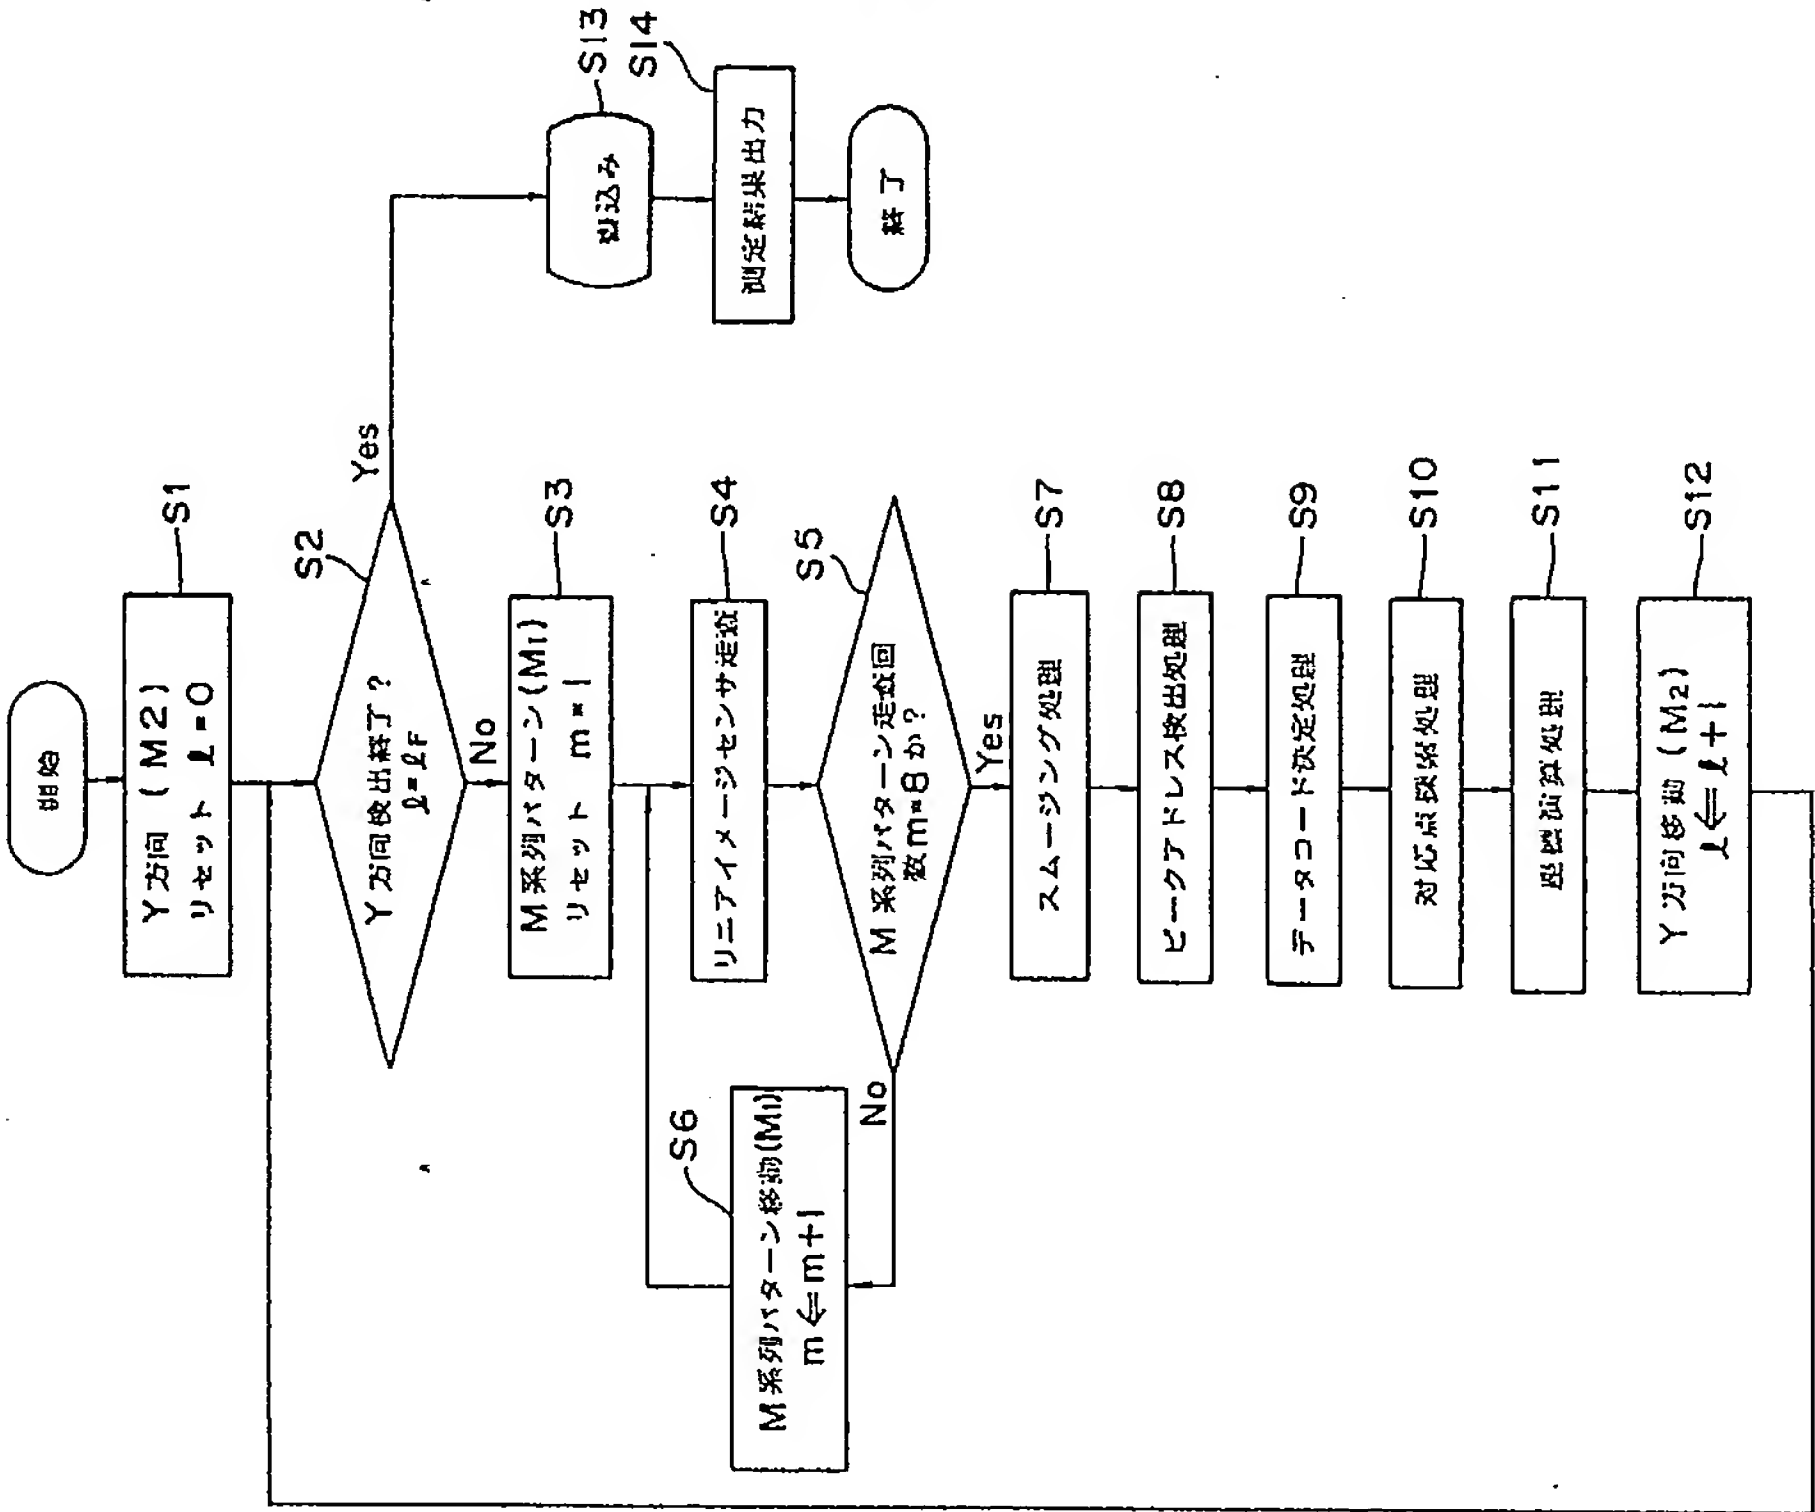 開始
Y方向 (M2)
リセット ℓ=0
S1
Y方向検出終了?
ℓ=ℓF
S2
Yes
No
M系列パターン(M1)
リセット m=1
S3
リニアイメージセンサ走査
S4
M系列パターン走査回
数m=8か?
S5
No
Yes
M系列パターン移動(M1)
m⇐m+1
S6
スムージング処理
S7
ピークアドレス検出処理
S8
データコード決定処理
S9
対応点探索処理
S10
座標演算処理
S11
Y方向移動 (M2)
ℓ⇐ℓ+1
S12
込み
S13
測定結果出力
S14
終了